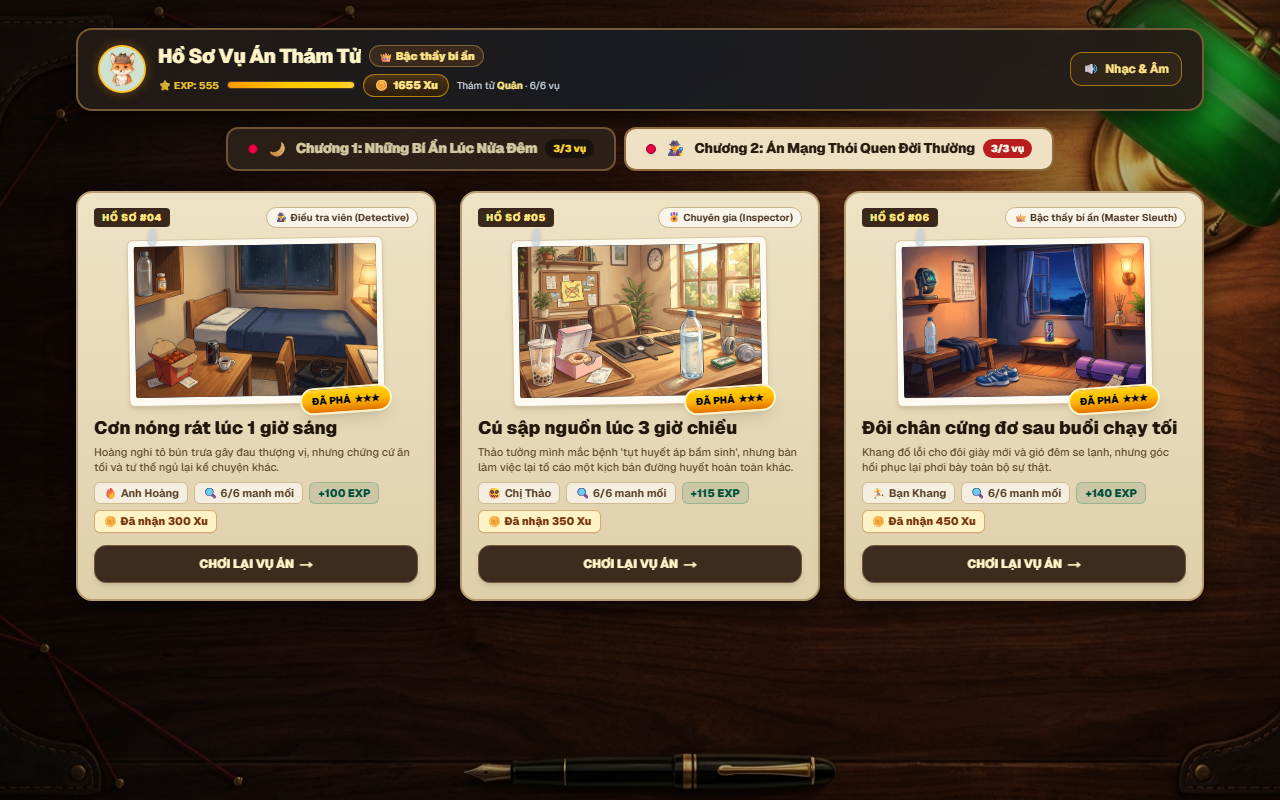 Hồ Sơ Vụ Án Thám Tử
Bậc thầy bí ẩn
EXP: 555
1655 Xu
Thám tử Quân · 6/6 vụ
Nhạc & Âm
Chương 1: Những Bí Ẩn Lúc Nửa Đêm
3/3 vụ
Chương 2: Án Mạng Thói Quen Đời Thường
3/3 vụ
HỒ SƠ #04
Điều tra viên (Detective)
ĐÃ PHÁ ★★★
Cơn nóng rát lúc 1 giờ sáng
Hoàng nghi tô bún trưa gây đau thượng vị, nhưng chứng cứ ăn
tối và tư thế ngủ lại kể chuyện khác.
Anh Hoàng
6/6 manh mối
+100 EXP
Đã nhận 300 Xu
CHƠI LẠI VỤ ÁN →
HỒ SƠ #05
Chuyên gia (Inspector)
ĐÃ PHÁ ★★★
Cú sập nguồn lúc 3 giờ chiều
Thảo tưởng mình mắc bệnh 'tụt huyết áp bẩm sinh', nhưng bàn
làm việc lại tố cáo một kịch bản đường huyết hoàn toàn khác.
Chị Thảo
6/6 manh mối
+115 EXP
Đã nhận 350 Xu
CHƠI LẠI VỤ ÁN →
HỒ SƠ #06
Bậc thầy bí ẩn (Master Sleuth)
ĐÃ PHÁ ★★★
Đôi chân cứng đơ sau buổi chạy tối
Khang đổ lỗi cho đôi giày mới và gió đêm se lạnh, nhưng góc
hồi phục lại phơi bày toàn bộ sự thật.
Bạn Khang
6/6 manh mối
+140 EXP
Đã nhận 450 Xu
CHƠI LẠI VỤ ÁN →